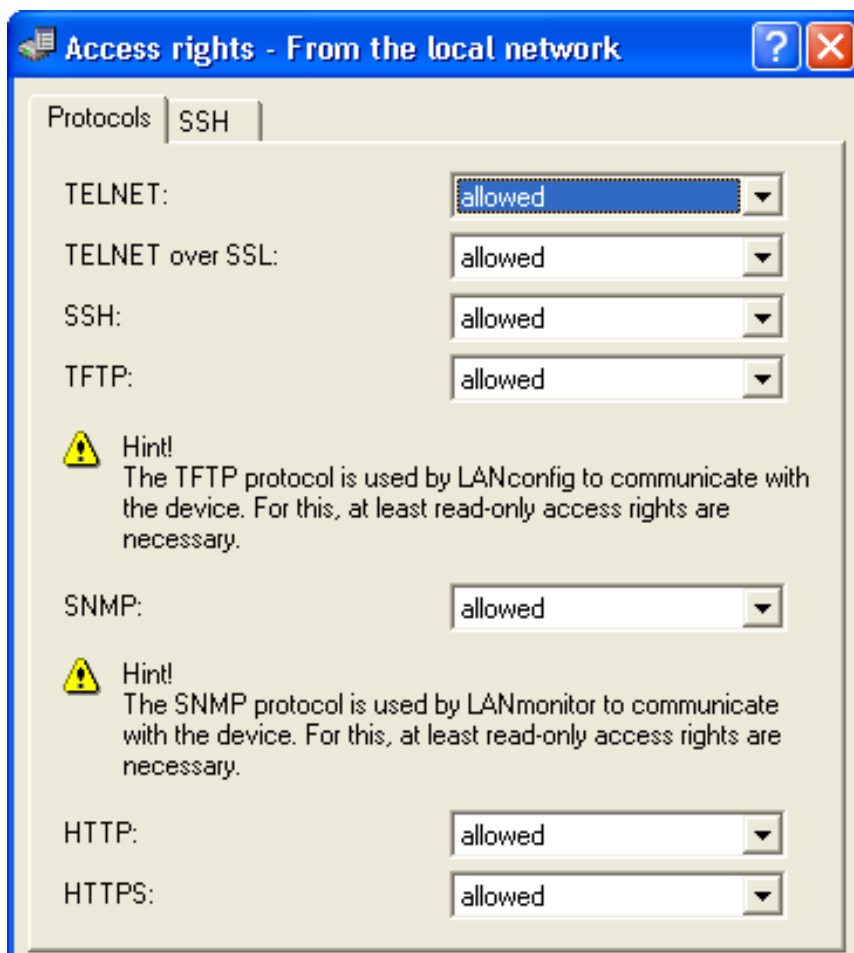 Access rights - From the local network
Protocols SSH
TELNET: allowed
TELNET over SSL: allowed
SSH: allowed
TFTP: allowed
Hint!
The TFTP protocol is used by LANconfig to communicate with
the device. For this, at least read-only access rights are
necessary.
SNMP: allowed
Hint!
The SNMP protocol is used by LANmonitor to communicate
with the device. For this, at least read-only access rights are
necessary.
HTTP: allowed
HTTPS: allowed